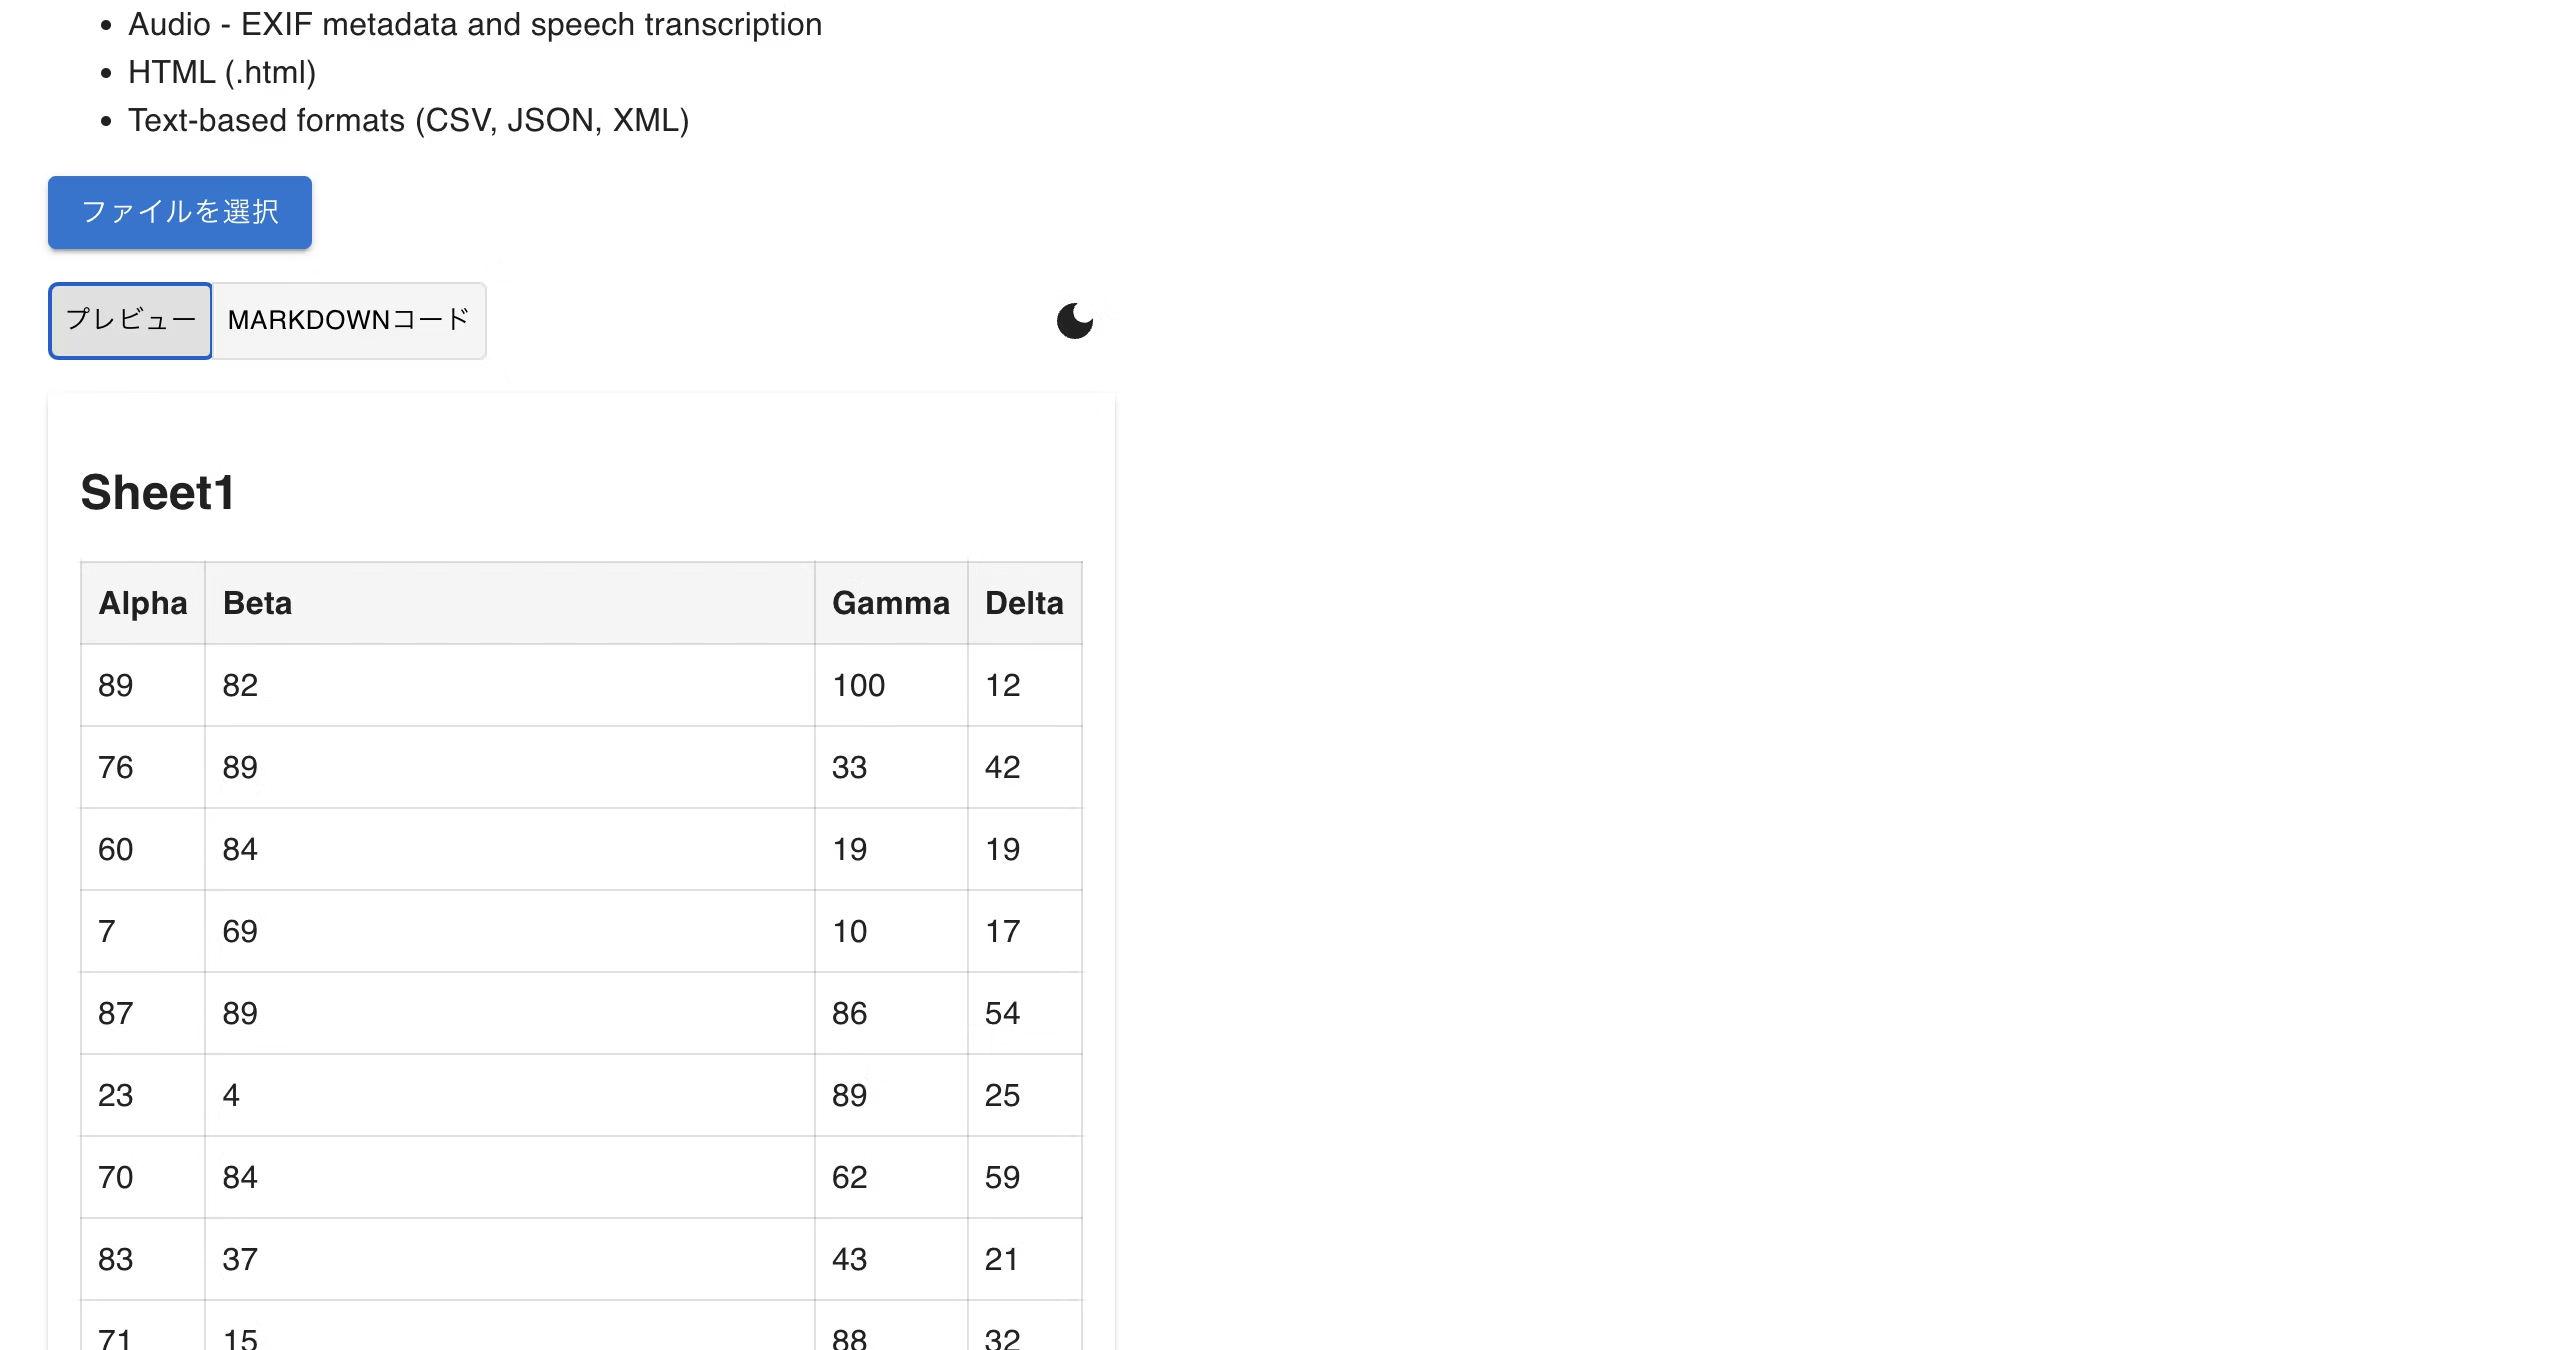 Audio - EXIF metadata and speech transcription
HTML (.html)
Text-based formats (CSV, JSON, XML)
ファイルを選択
プレビュー MARKDOWNコード
Sheet1
Alpha Beta Gamma Delta
89 82 100 12
76 89 33 42
60 84 19 19
7 69 10 17
87 89 86 54
23 4 89 25
70 84 62 59
83 37 43 21
71 15 88 32